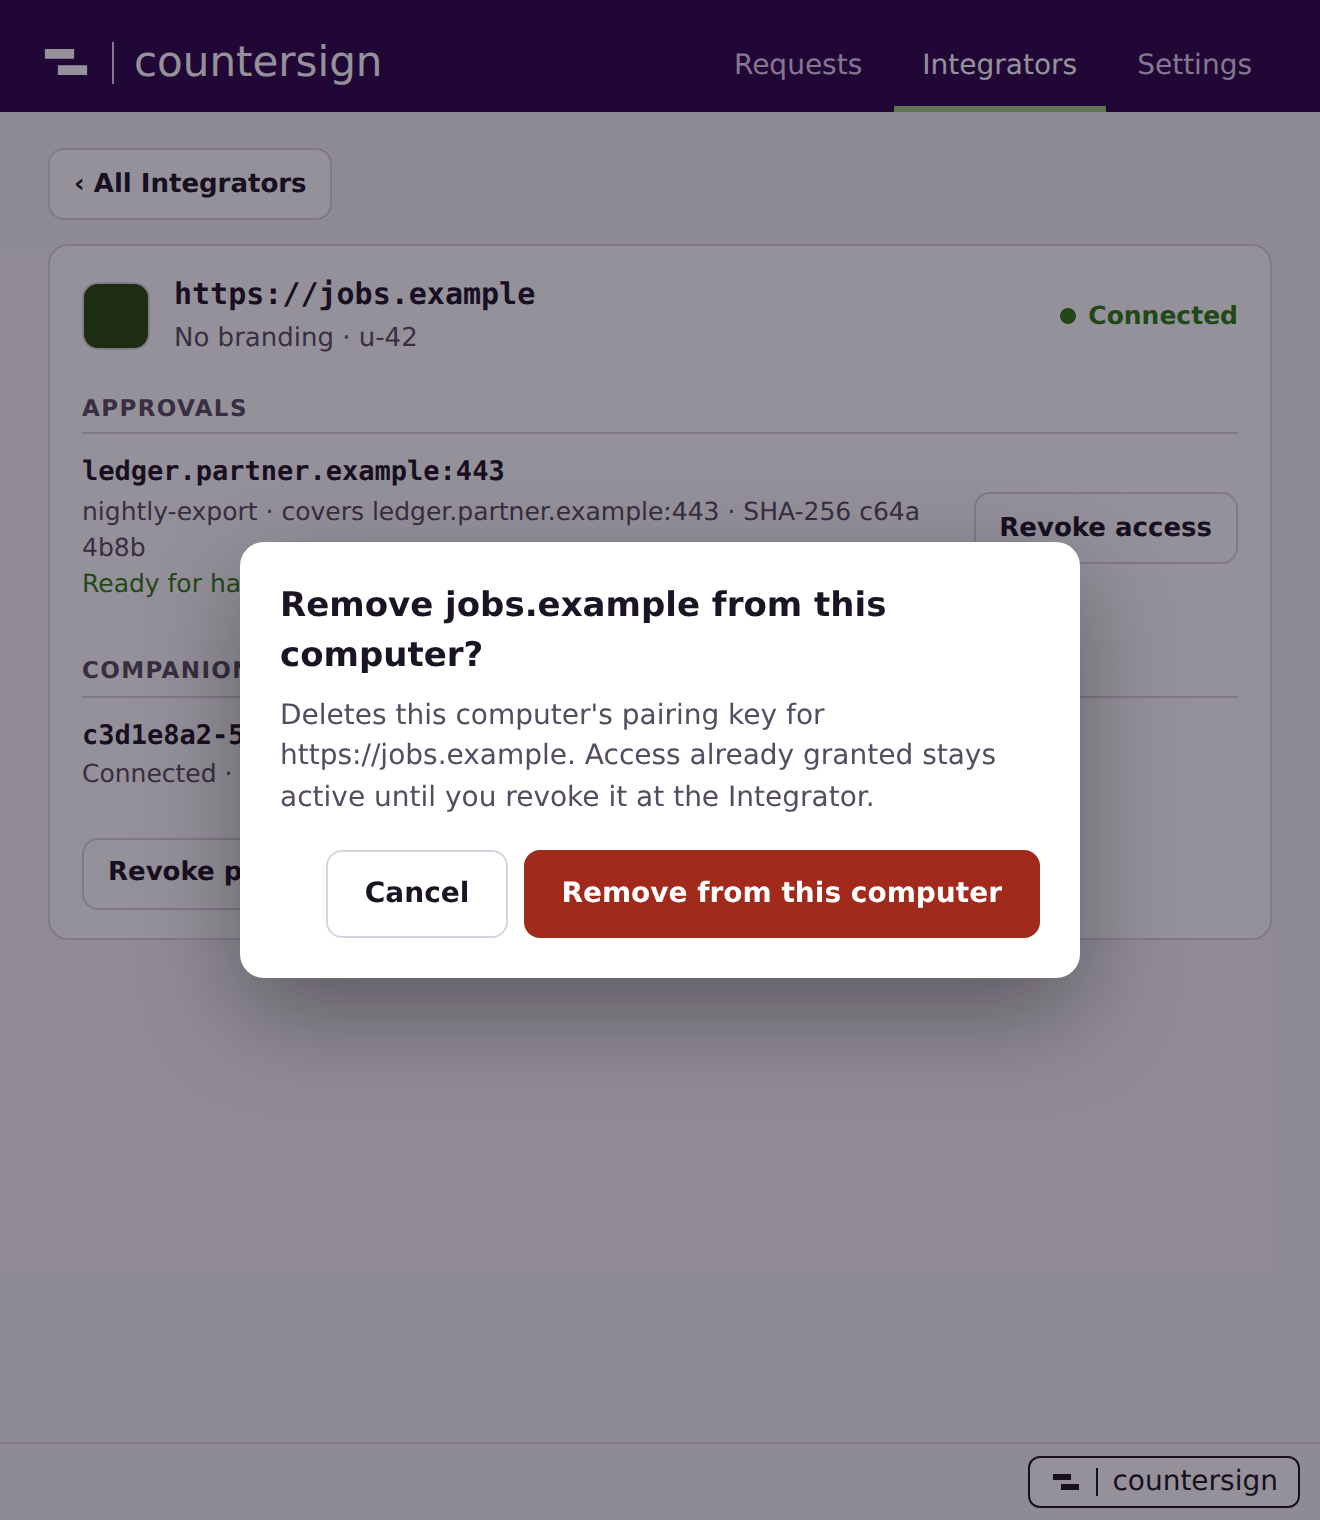 countersign
Requests Integrators Settings
‹ All Integrators
https://jobs.example
No branding · u-42
Connected
APPROVALS
ledger.partner.example:443
nightly-export · covers ledger.partner.example:443 · SHA-256 c64a
4b8b
Revoke access
Ready for
Remove jobs.example from this
computer?
Deletes this computer's pairing key for
https://jobs.example. Access already granted stays
active until you revoke it at the Integrator.
Cancel
Remove from this computer
c3d1e8a2-5
Connected ·
Revoke
countersign